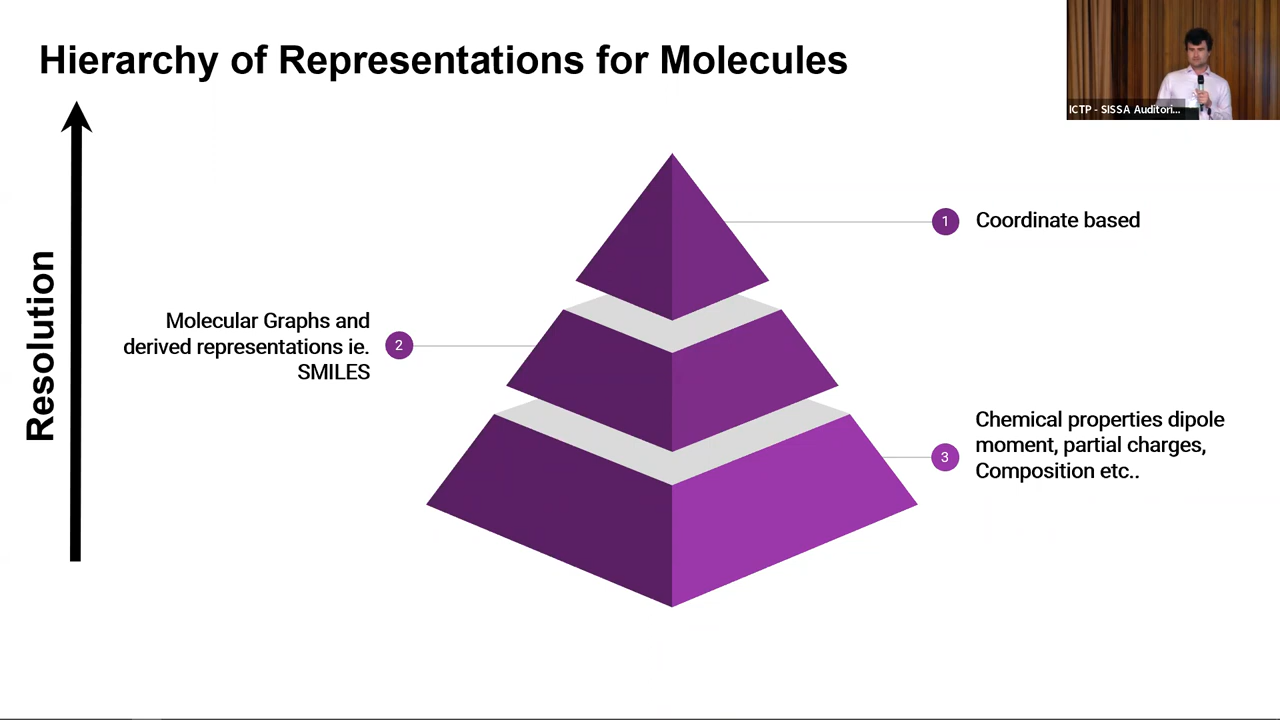 Hierarchy of Representations for Molecules
ICTP - SISSA Auditori...
Resolution
1
Coordinate based
Molecular Graphs and
derived representations ie.
SMILES
2
Chemical properties dipole
moment, partial charges,
Composition etc..
3